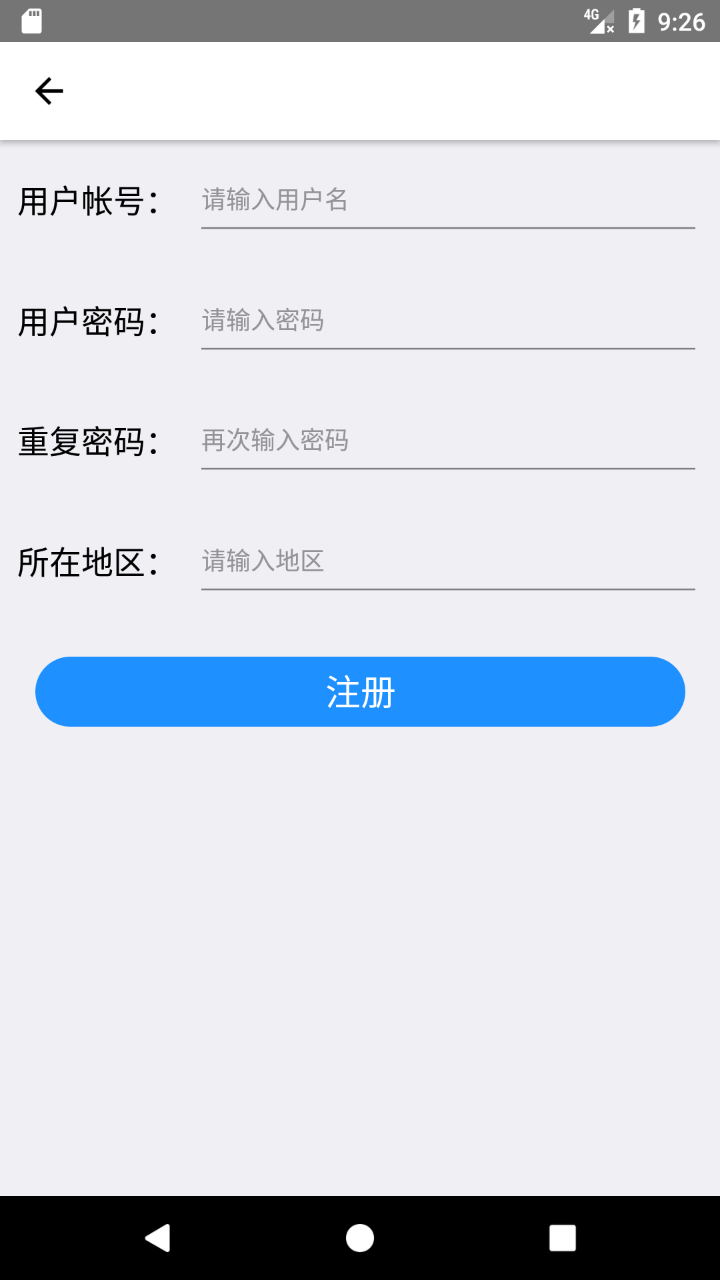 4G 9:26
用户帐号： 请输入用户名
用户密码： 请输入密码
重复密码： 再次输入密码
所在地区： 请输入地区
注册